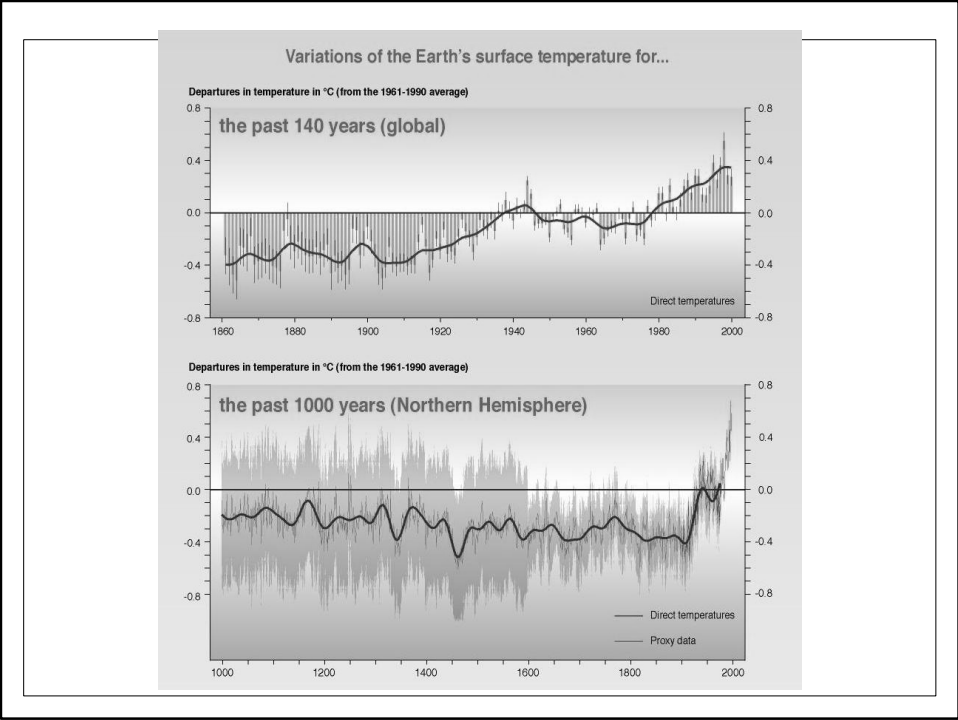 Variations of the Earth's surface temperature for...
Departures in temperature in °C (from the 1961-1990 average)
the past 140 years (global)
0.8
0.4
0.0
-0.4
-0.8
0.8
0.4
0.0
-0.4
-0.8
Direct temperatures
1860 1880 1900 1920 1940 1960 1980 2000
Departures in temperature in °C (from the 1961-1990 average)
the past 1000 years (Northern Hemisphere)
0.8
0.4
0.0
-0.4
-0.8
0.8
0.4
0.0
-0.4
-0.8
Direct temperatures
Proxy data
1000 1200 1400 1600 1800 2000